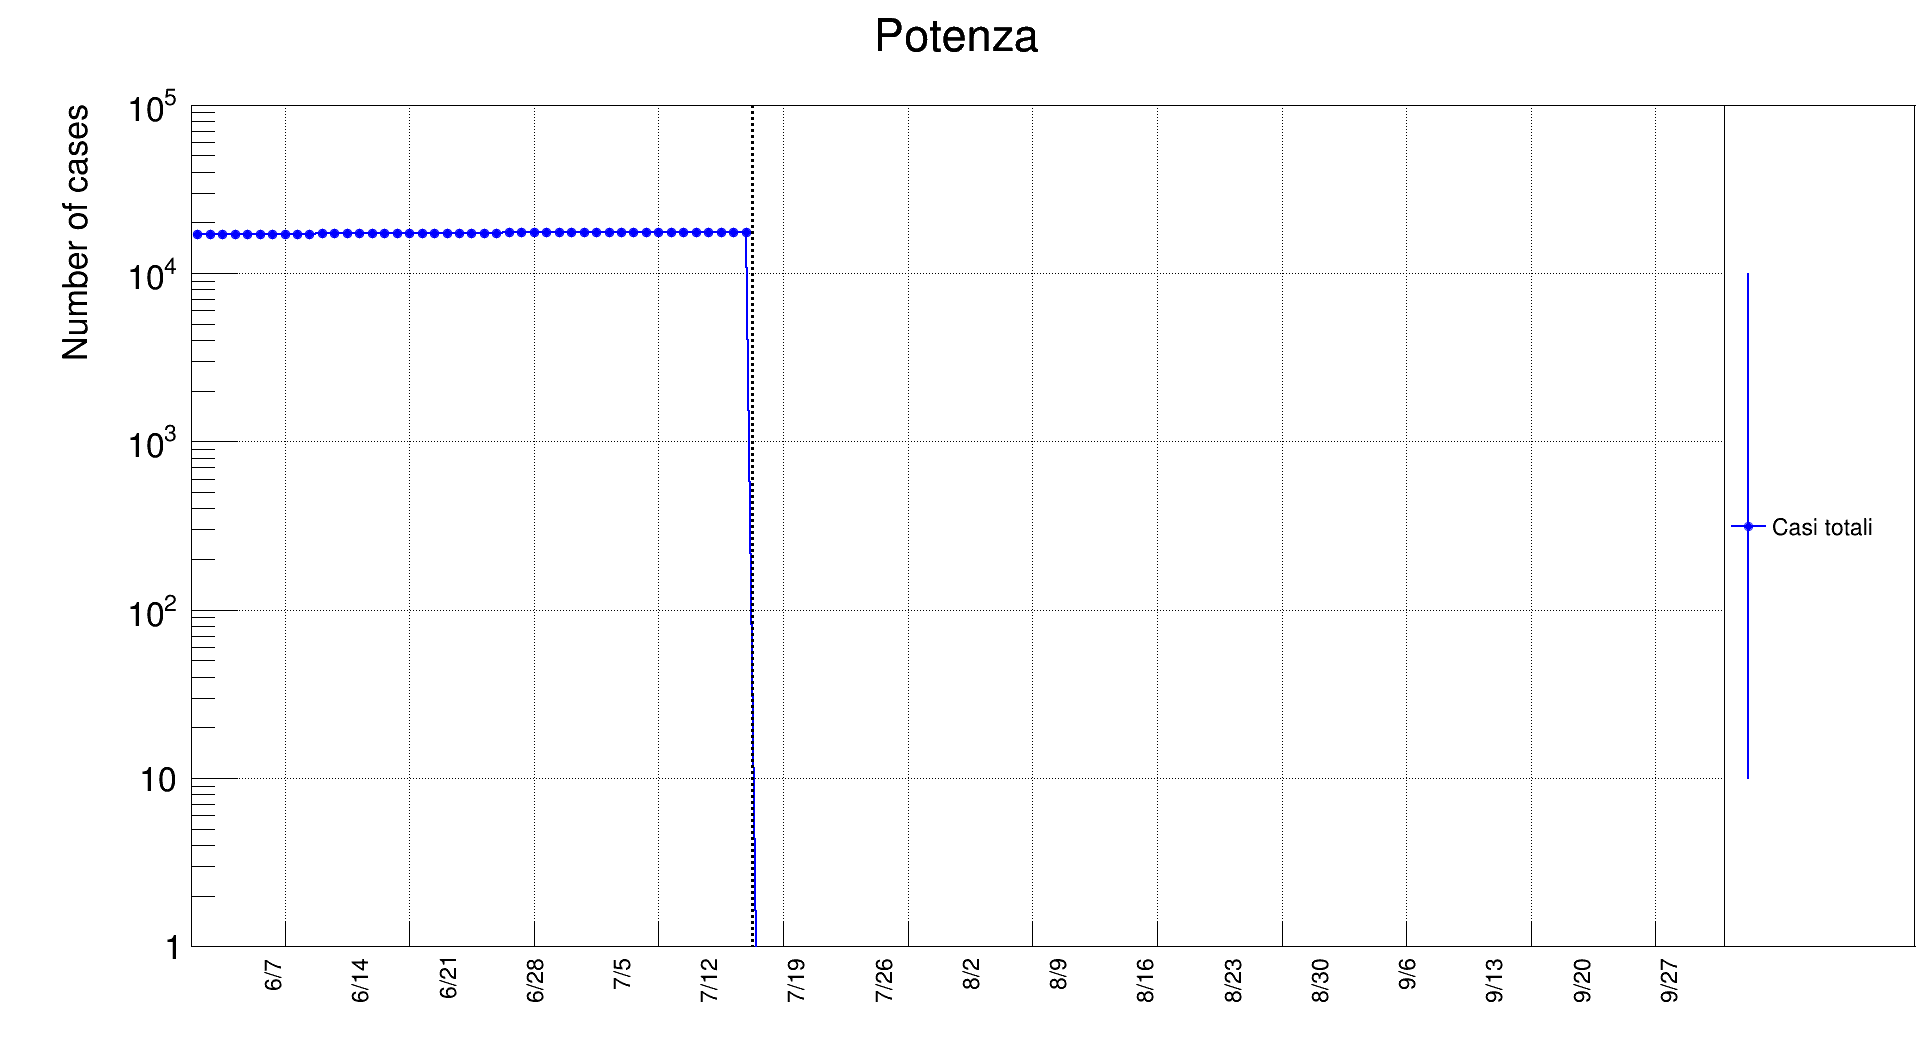 Potenza
Number of cases
10^5
10^4
10^3
10^2
10
1
6/7 6/14 6/21 6/28 7/5 7/12 7/19 7/26 8/2 8/9 8/16 8/23 8/30 9/6 9/13 9/20 9/27
Casi totali